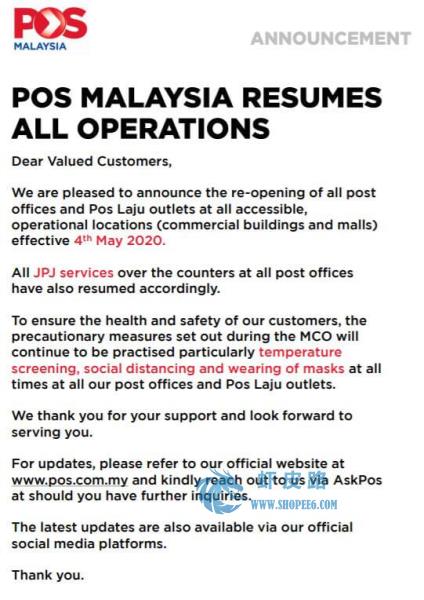 POS
MALAYSIA
ANNOUNCEMENT
POS MALAYSIA RESUMES
ALL OPERATIONS
Dear Valued Customers,
We are pleased to announce the re-opening of all post
offices and Pos Laju outlets at all accessible,
operational locations (commercial buildings and malls)
effective 4th May 2020.
All JPJ services over the counters at all post offices
have also resumed accordingly.
To ensure the health and safety of our customers, the
precautionary measures set out during the MCO will
continue to be practised particularly temperature
screening, social distancing and wearing of masks at all
times at all our post offices and Pos Laju outlets.
We thank you for your support and look forward to
serving you.
For updates, please refer to our official website at
www.pos.com.my and kindly reach out to us via AskPos
at should you have further inquiries.
虾皮路
WWW.SHOPEE6.COM
The latest updates are also available via our official
social media platforms.
Thank you.